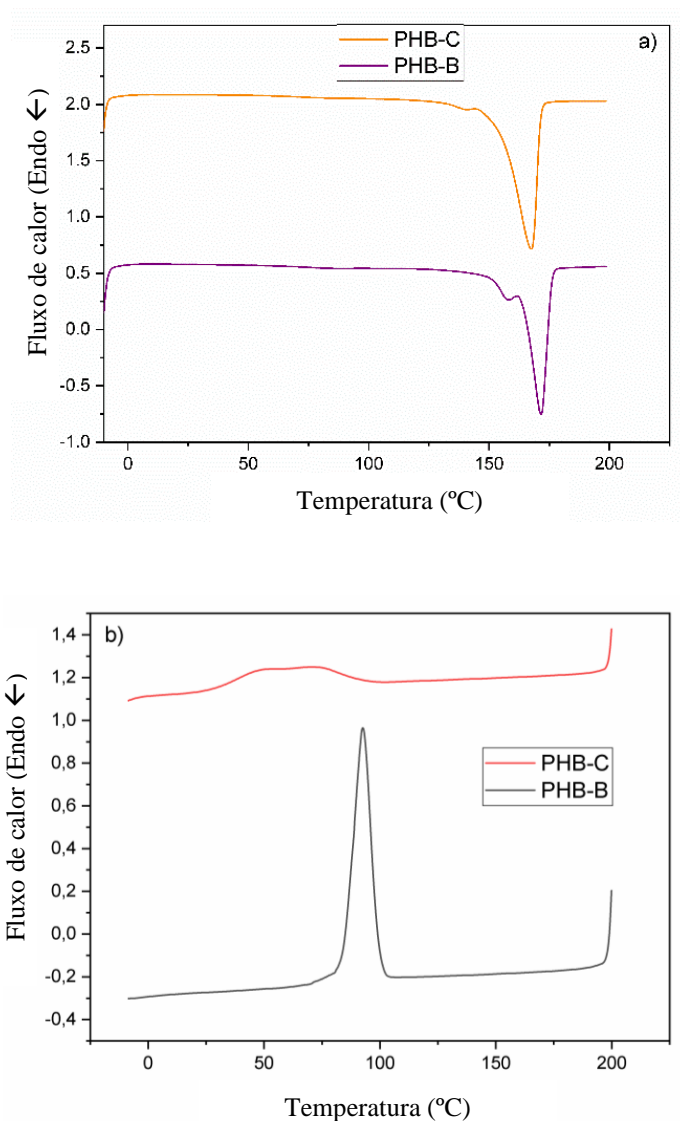 PHB-C
PHB-B
a)
2.5
2.0
1.5
1.0
0.5
0.0
-0.5
-1.0
0
50
100
150
200
Fluxo de calor (Endo ←)
Temperatura (ºC)
b)
1,4
1,2
1,0
0,8
0,6
0,4
0,2
0,0
-0,2
-0,4
PHB-C
PHB-B
0
50
100
150
200
Fluxo de calor (Endo ←)
Temperatura (ºC)